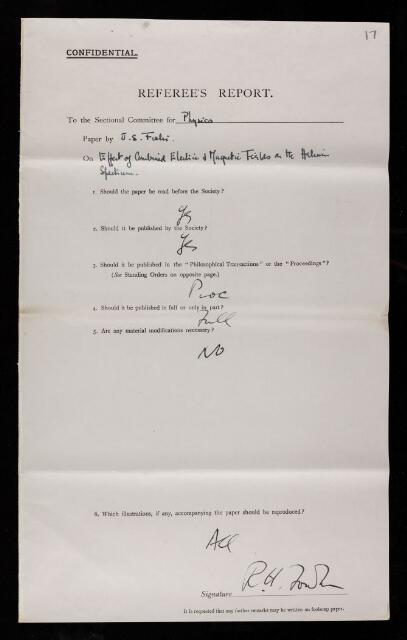 17
CONFIDENTIAL.
REFEREE'S REPORT.
To the Sectional Committee for Physics
Paper by J. S. Foster.
On Effect of Combined Electric & Magnetic Fields on the Helium
Spectrum.
1. Should the paper be read before the Society?
Yes
2. Should it be published by the Society?
Yes
3. Should it be published in the "Philosophical Transactions" or the "Proceedings"?
(See Standing Orders on opposite page.)
Proc
4. Should it be published in full or only in part?
Full
5. Are any material modifications necessary?
No
6. Which illustrations, if any, accompanying the paper should be reproduced?
All
Signature R. H. Fowler
It is requested that any further remarks may be written on foolscap paper.